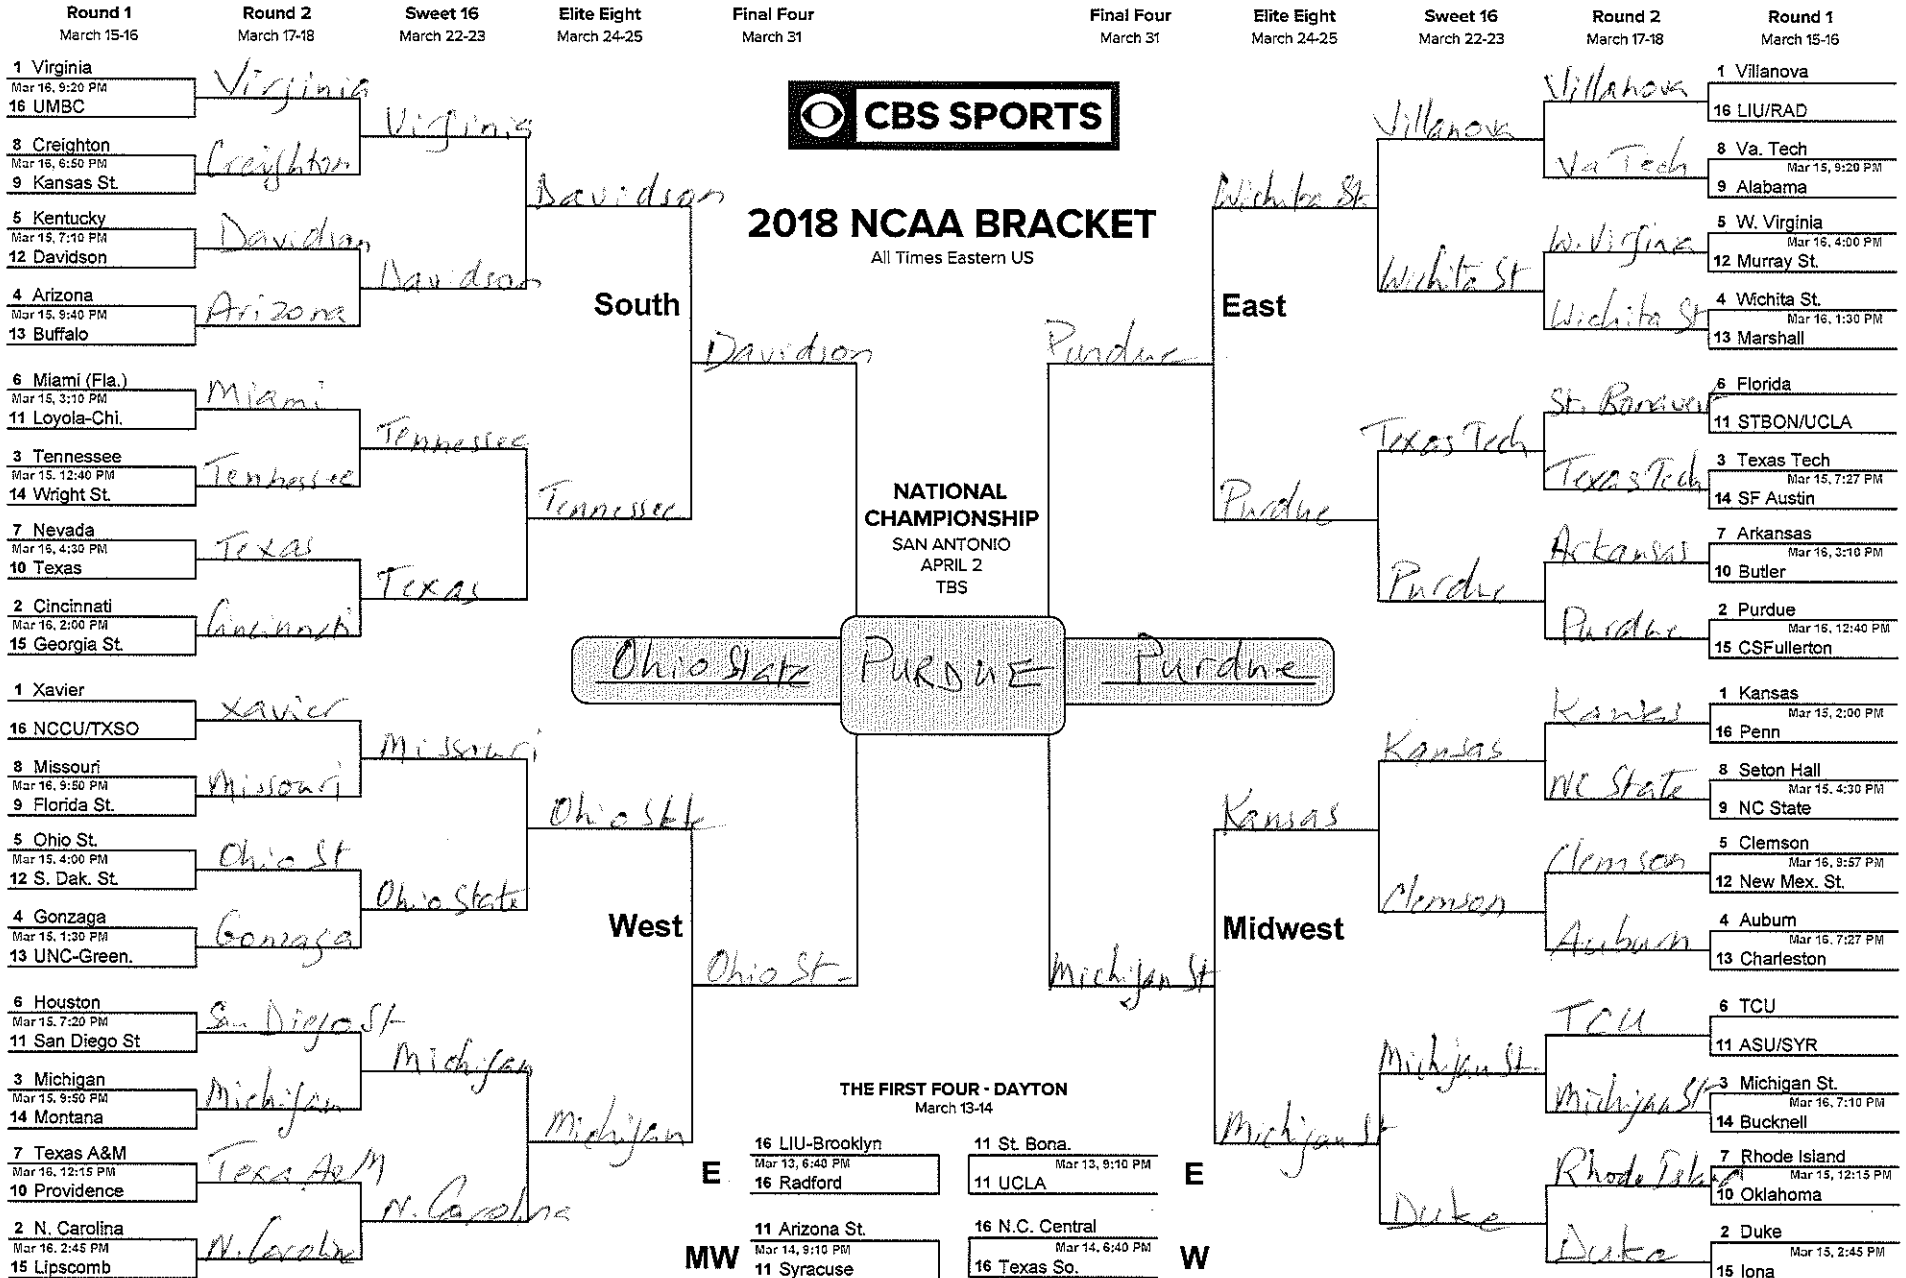 Round 1
March 15-16
Round 2
March 17-18
Sweet 16
March 22-23
Elite Eight
March 24-25
Final Four
March 31
Final Four
March 31
Elite Eight
March 24-25
Sweet 16
March 22-23
Round 2
March 17-18
Round 1
March 15-16
CBS SPORTS
2018 NCAA BRACKET
All Times Eastern US
South
1 Virginia
Mar 16, 9:20 PM
16 UMBC
8 Creighton
Mar 16, 6:50 PM
9 Kansas St.
5 Kentucky
Mar 15, 7:10 PM
12 Davidson
4 Arizona
Mar 15, 9:40 PM
13 Buffalo
6 Miami (Fla.)
Mar 15, 3:10 PM
11 Loyola-Chi.
3 Tennessee
Mar 15, 12:40 PM
14 Wright St.
7 Nevada
Mar 16, 4:30 PM
10 Texas
2 Cincinnati
Mar 16, 2:00 PM
15 Georgia St.
Virginia
Creighton
Davidson
Arizona
Miami
Tennessee
Texas
Cincinnati
Virginia
Davidson
Tennessee
Texas
Davidson
Tennessee
Davidson
West
1 Xavier
16 NCCU/TXSO
8 Missouri
Mar 16, 9:50 PM
9 Florida St.
5 Ohio St.
Mar 15, 4:00 PM
12 S. Dak. St.
4 Gonzaga
Mar 15, 1:30 PM
13 UNC-Green.
6 Houston
Mar 15, 7:20 PM
11 San Diego St
3 Michigan
Mar 15, 9:50 PM
14 Montana
7 Texas A&M
Mar 16, 12:15 PM
10 Providence
2 N. Carolina
Mar 16, 2:45 PM
15 Lipscomb
Xavier
Missouri
Ohio St
Gonzaga
San Diego St
Michigan
Texa A&M
N. Carolina
Missouri
Ohio State
Michigan
N. Carolina
Ohio State
Michigan
Ohio St
NATIONAL
CHAMPIONSHIP
SAN ANTONIO
APRIL 2
TBS
Ohio State PURDUE Purdue
East
1 Villanova
16 LIU/RAD
8 Va. Tech
Mar 15, 9:20 PM
9 Alabama
5 W. Virginia
Mar 16, 4:00 PM
12 Murray St.
4 Wichita St.
Mar 16, 1:30 PM
13 Marshall
6 Florida
11 STBON/UCLA
3 Texas Tech
Mar 15, 7:27 PM
14 SF Austin
7 Arkansas
Mar 16, 3:10 PM
10 Butler
2 Purdue
Mar 16, 12:40 PM
15 CSFullerton
Villanova
Va Tech
W. Virgina
Wichita St
St. Bonavent
Texas Tech
Arkansas
Purdue
Villanova
Wichita St
Texas Tech
Purdue
Wichita St
Purdue
Purdue
Midwest
1 Kansas
Mar 15, 2:00 PM
16 Penn
8 Seton Hall
Mar 15, 4:30 PM
9 NC State
5 Clemson
Mar 16, 9:57 PM
12 New Mex. St.
4 Auburn
Mar 16, 7:27 PM
13 Charleston
6 TCU
11 ASU/SYR
3 Michigan St.
Mar 16, 7:10 PM
14 Bucknell
7 Rhode Island
Mar 15, 12:15 PM
10 Oklahoma
2 Duke
Mar 15, 2:45 PM
15 Iona
Kansas
NC State
Clemson
Auburn
TCU
Michigan St
Rhode Island
Duke
Kansas
Clemson
Michigan St.
Duke
Kansas
Michigan St
Michigan St
THE FIRST FOUR - DAYTON
March 13-14
E
16 LIU-Brooklyn
Mar 13, 6:40 PM
16 Radford
11 St. Bona.
Mar 13, 9:10 PM
11 UCLA
E
MW
11 Arizona St.
Mar 14, 9:10 PM
11 Syracuse
16 N.C. Central
Mar 14, 6:40 PM
16 Texas So.
W